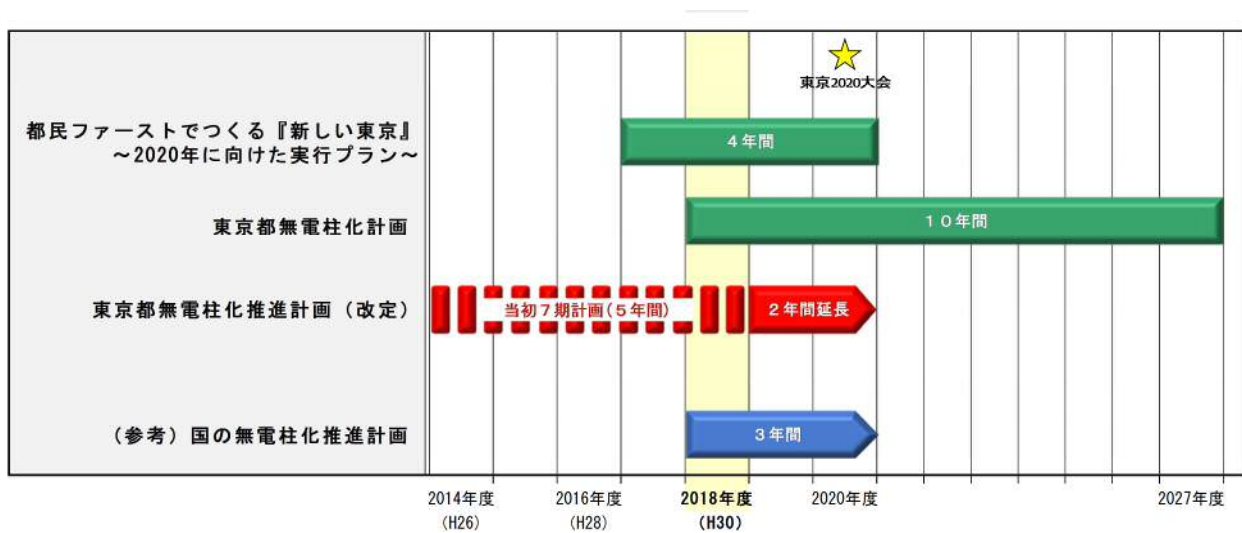 東京2020大会
都民ファーストでつくる『新しい東京』
～2020年に向けた実行プラン～
４年間
東京都無電柱化計画
１０年間
東京都無電柱化推進計画（改定）
当初７期計画(５年間)
２年間延長
（参考）国の無電柱化推進計画
３年間
2014年度
(H26)
2016年度
(H28)
2018年度
(H30)
2020年度
2027年度